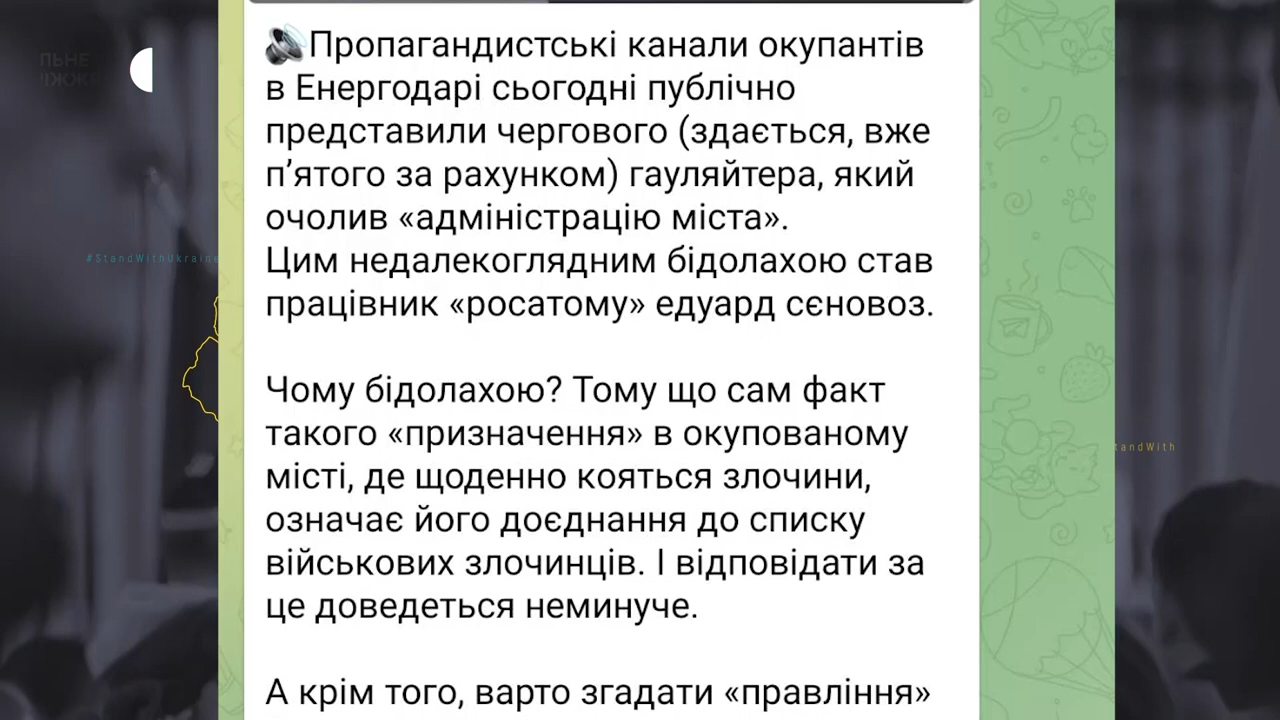 ПЬНЕ
#StandWithUkraine
🔊Пропагандистські канали окупантів
в Енергодарі сьогодні публічно
представили чергового (здається, вже
п’ятого за рахунком) гауляйтера, який
очолив «адміністрацію міста».
Цим недалекоглядним бідолахою став
працівник «росатому» едуард сєновоз.
Чому бідолахою? Тому що сам факт
такого «призначення» в окупованому
місті, де щоденно кояться злочини,
означає його доєднання до списку
військових злочинців. І відповідати за
це доведеться неминуче.
А крім того, варто згадати «правління»
tandWith